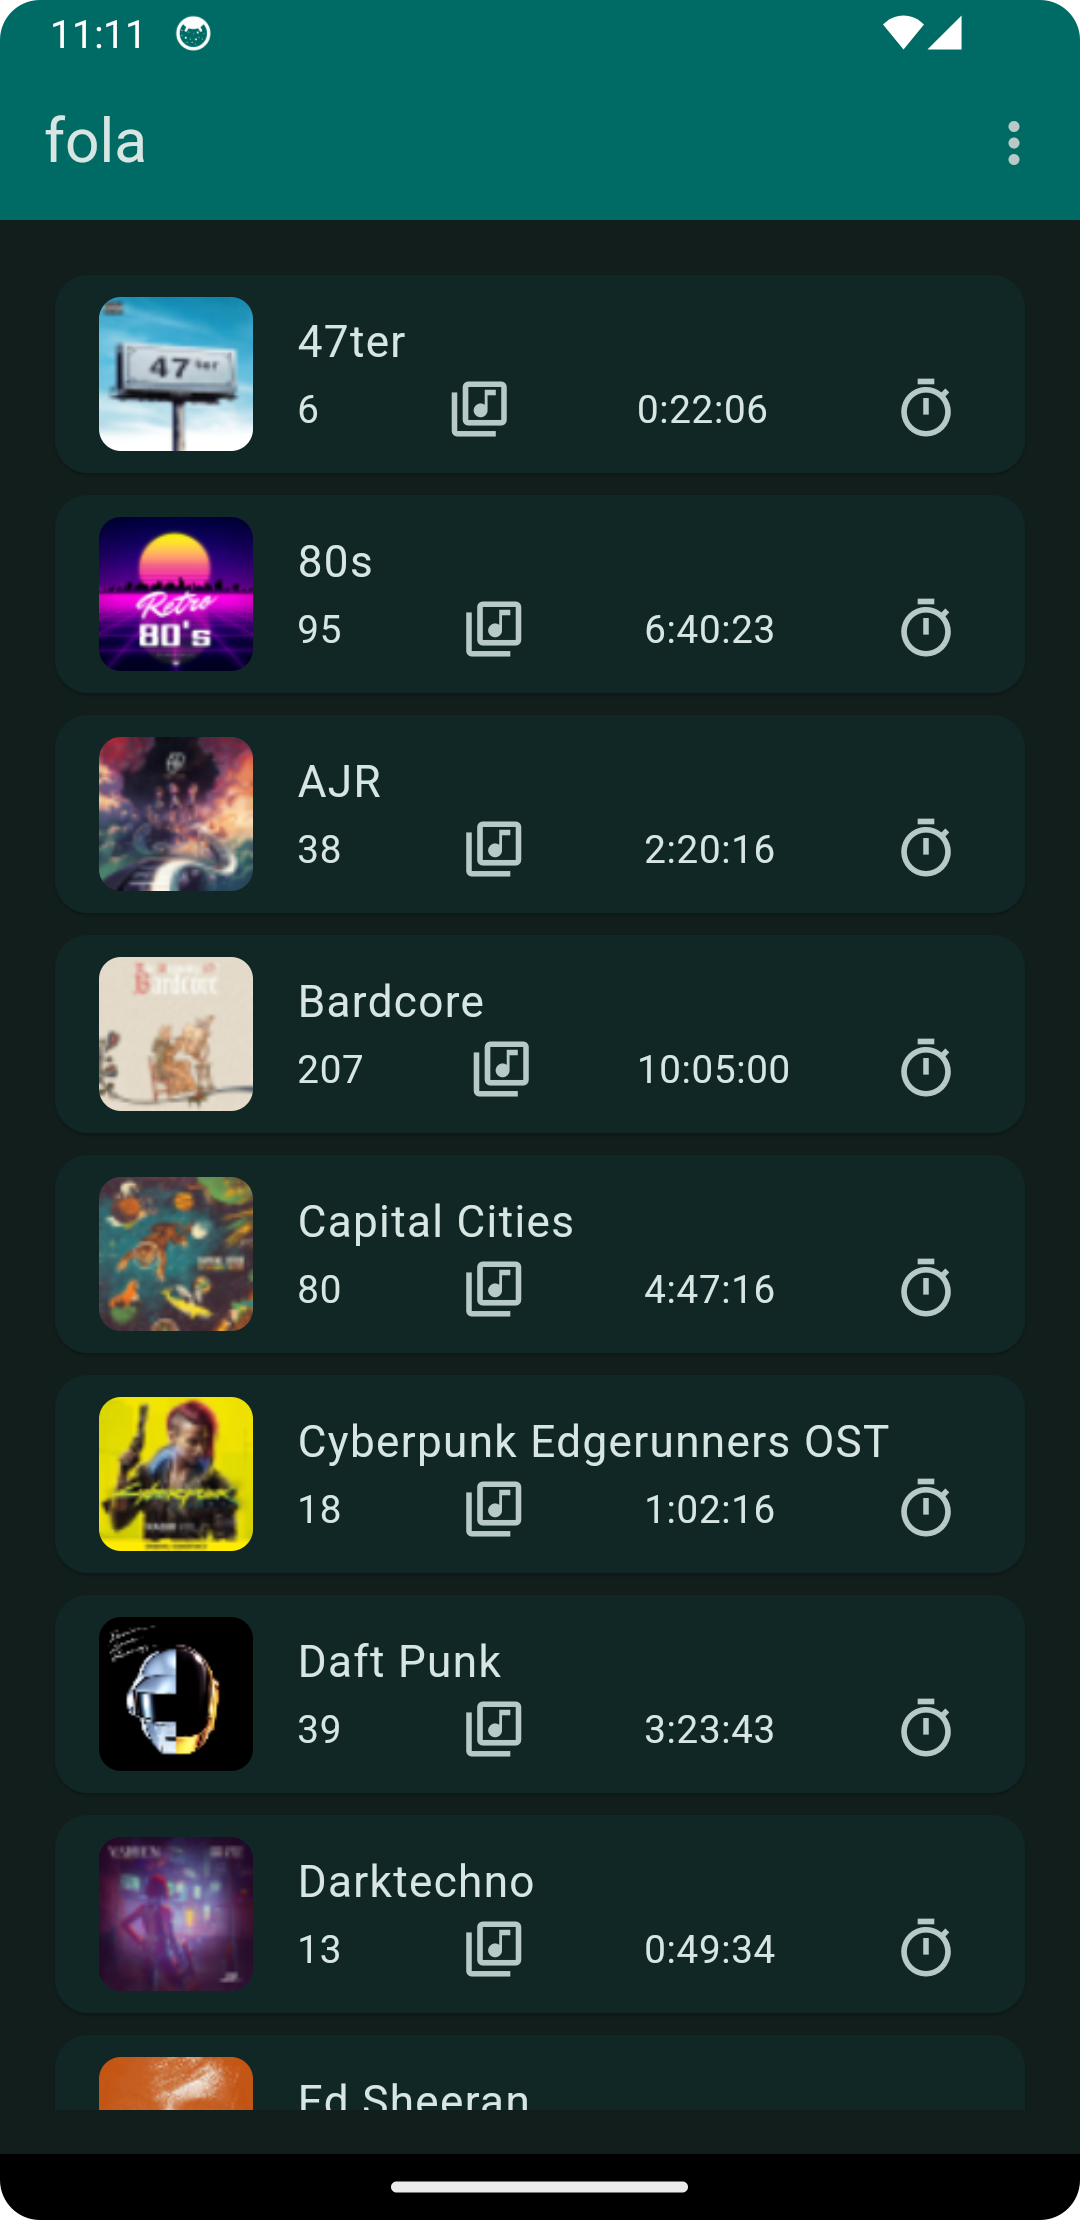 11:11
fola
47 ter
47ter
6 0:22:06
Retro
80's
80s
95 6:40:23
AJR
38 2:20:16
Bardcore
Bardcore
207 10:05:00
Capital Cities
80 4:47:16
Cyberpunk
Cyberpunk Edgerunners OST
18 1:02:16
Daft Punk
39 3:23:43
Darktechno
13 0:49:34
Ed Sheeran